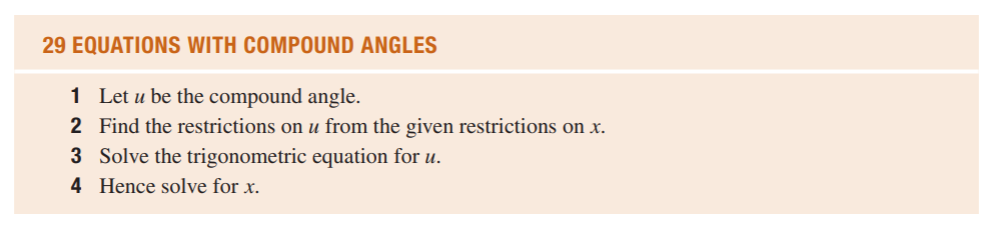 29 EQUATIONS WITH COMPOUND ANGLES
1 Let u be the compound angle.
2 Find the restrictions on u from the given restrictions on x.
3 Solve the trigonometric equation for u.
4 Hence solve for x.